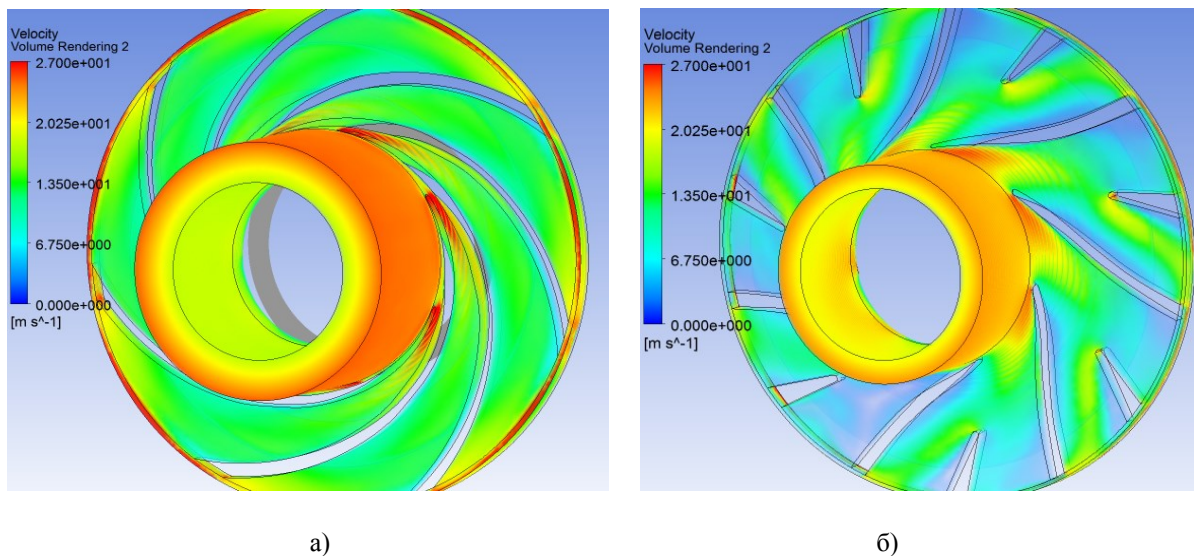 Velocity
Volume Rendering 2
2.700e+001
2.025e+001
1.350e+001
6.750e+000
0.000e+000
[m s^-1]
Velocity
Volume Rendering 2
2.700e+001
2.025e+001
1.350e+001
6.750e+000
0.000e+000
[m s^-1]
а)
б)